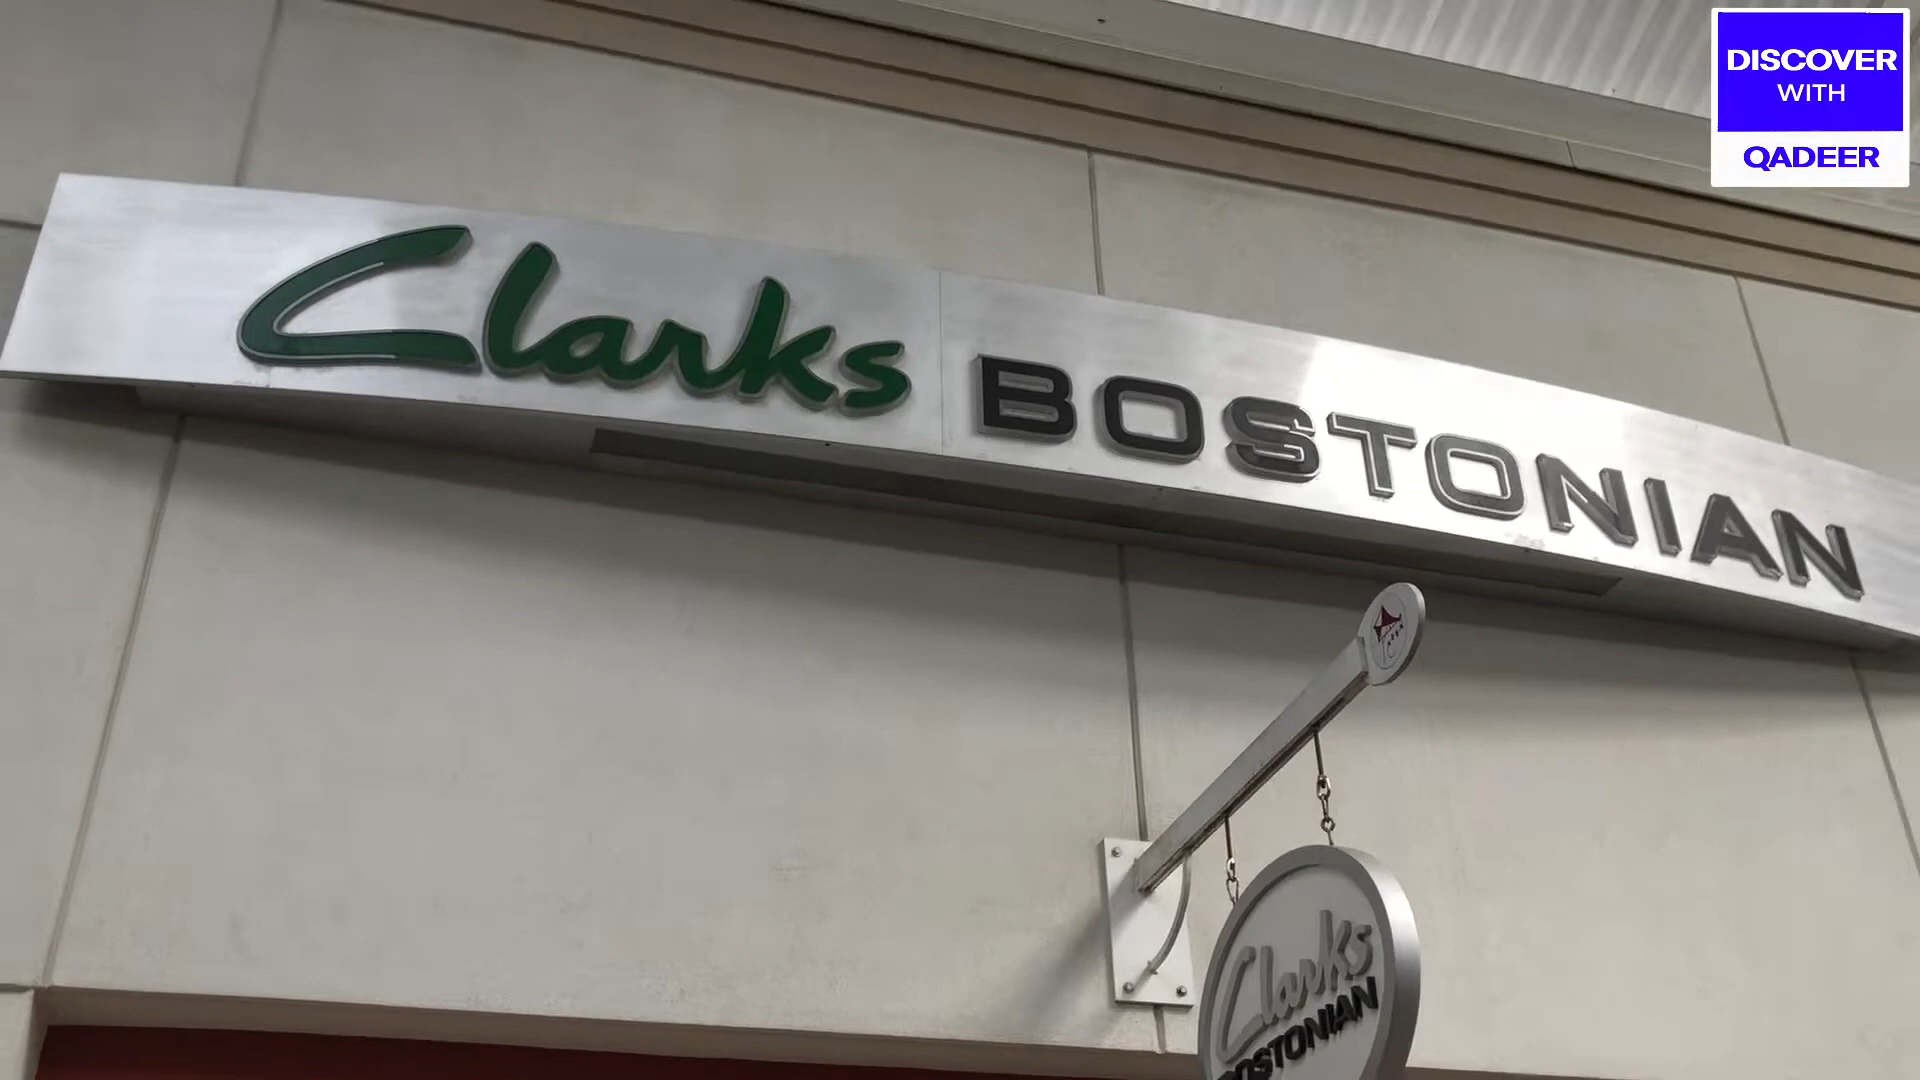 DISCOVER
WITH
QADEER
Clarks BOSTONIAN
Clarks
BOSTONIAN